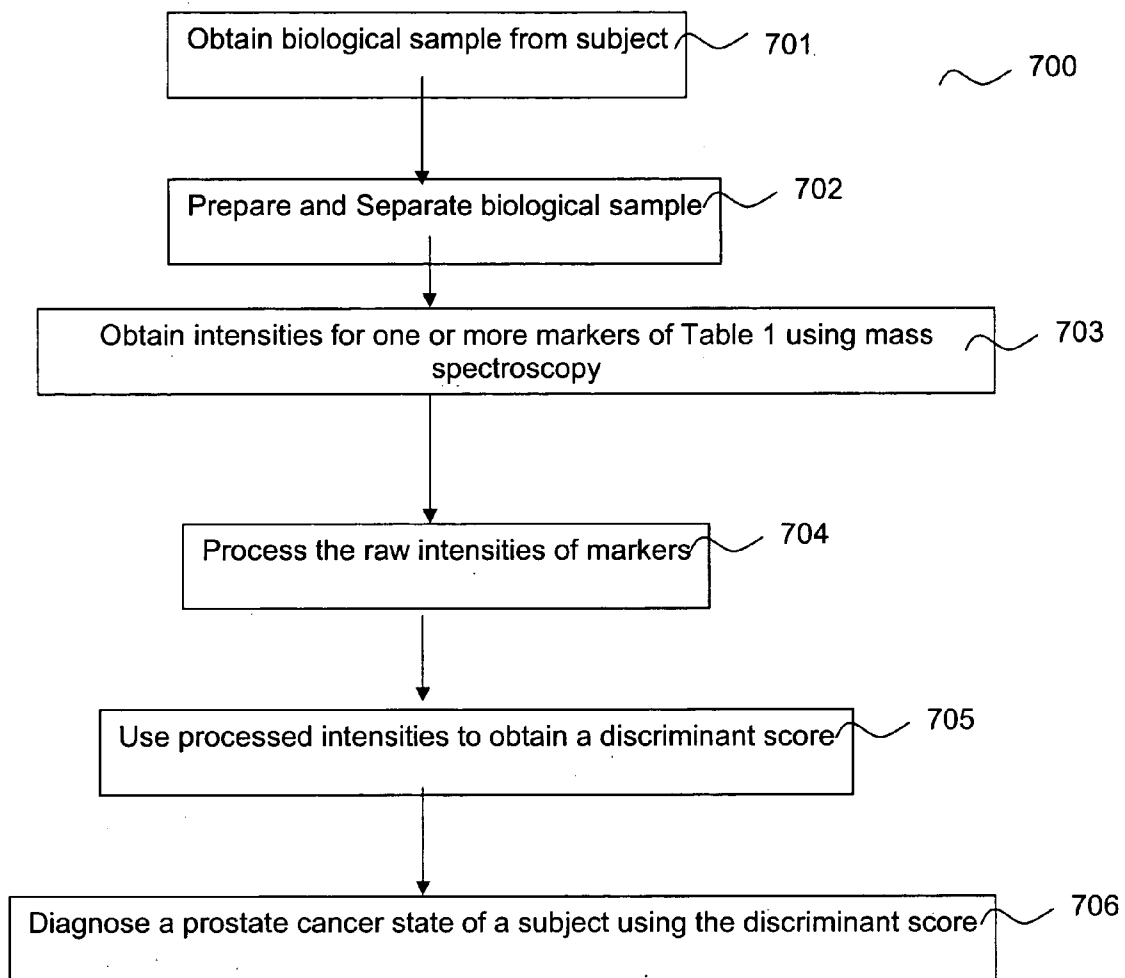 Obtain biological sample from subject
701
700
Prepare and Separate biological sample
702
Obtain intensities for one or more markers of Table 1 using mass
spectroscopy
703
Process the raw intensities of markers
704
Use processed intensities to obtain a discriminant score
705
Diagnose a prostate cancer state of a subject using the discriminant score
706